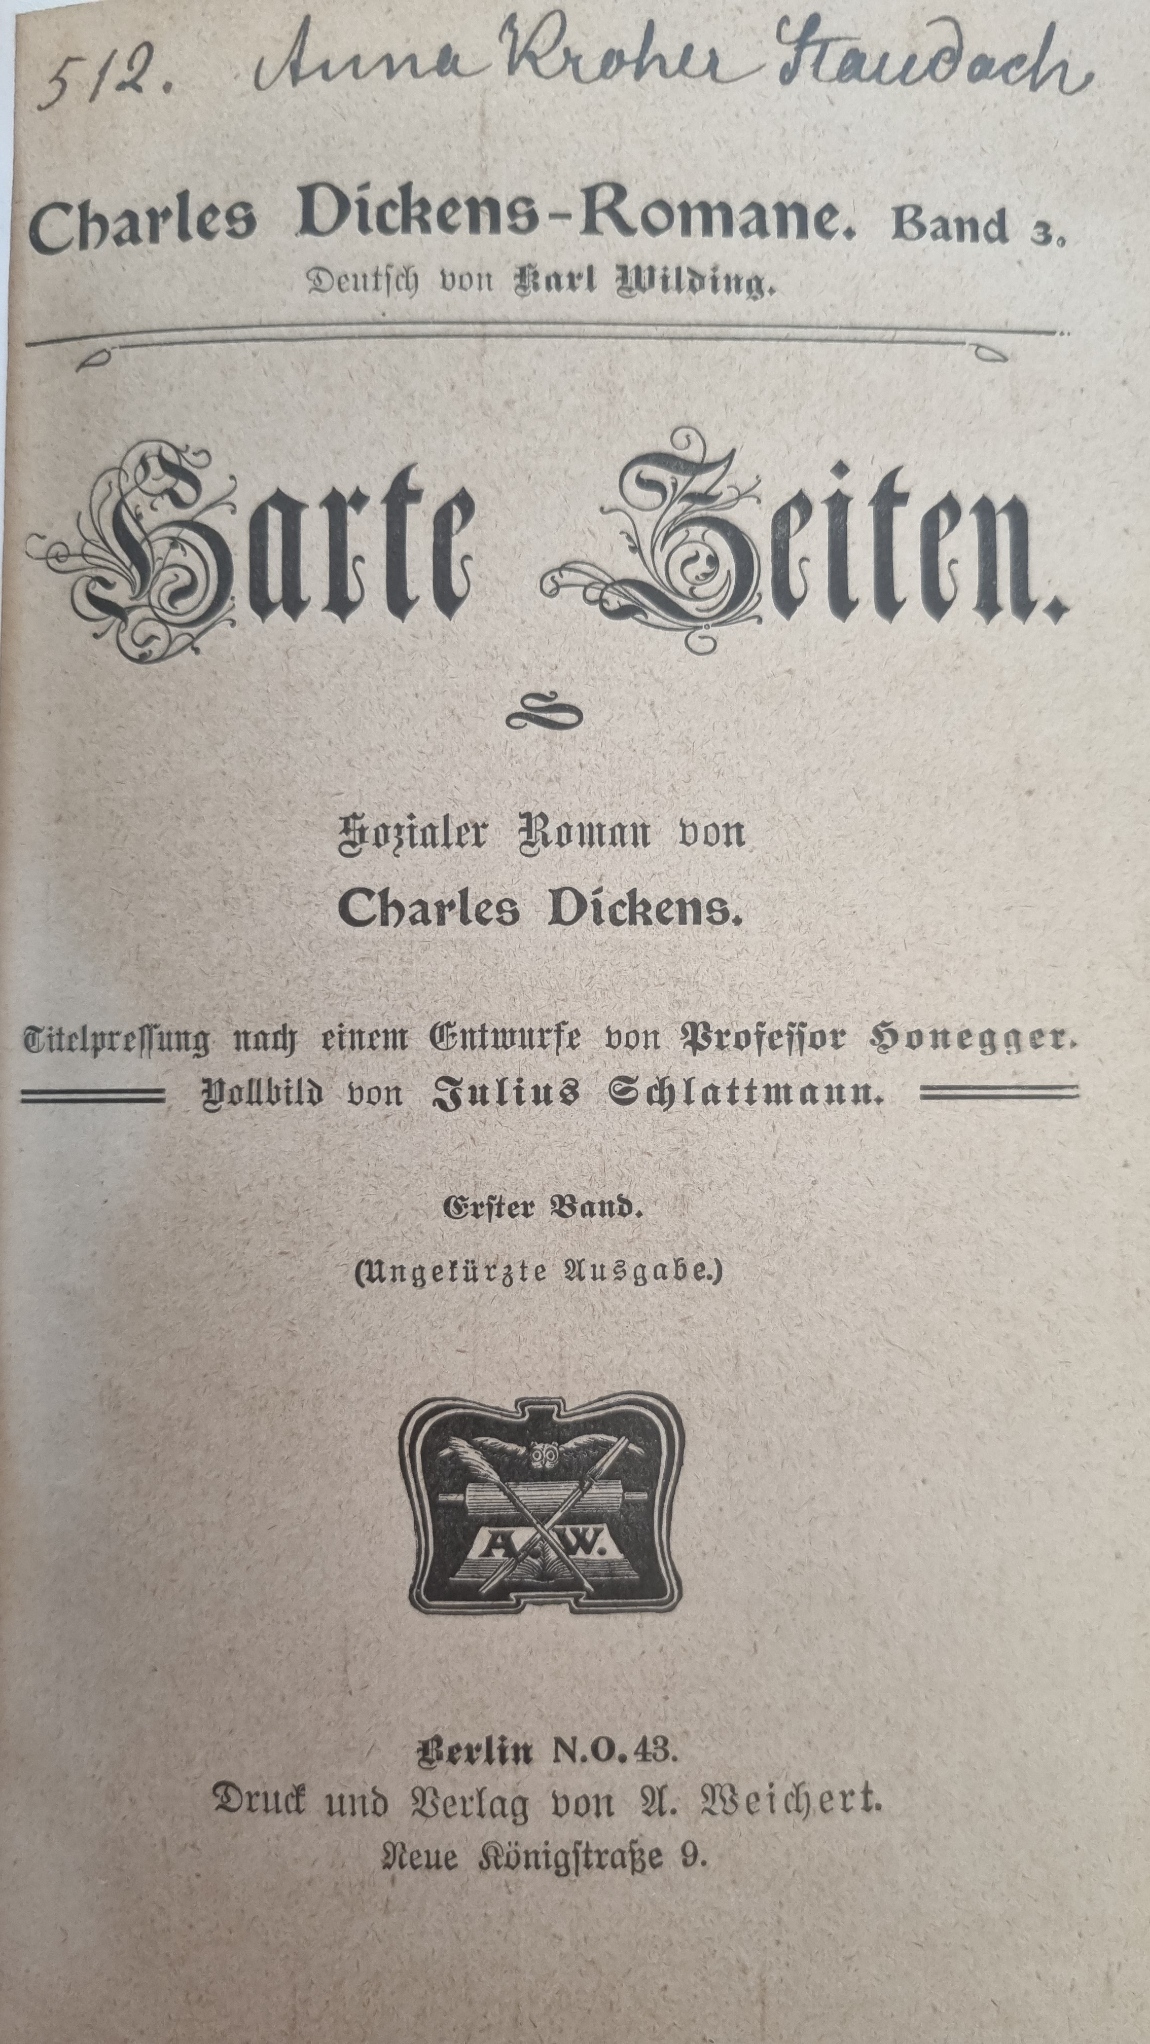 512. Anna Kroher Staudach
Charles Dickens-Romane. Band 3.
Deutsch von Karl Wilding.
Harte Zeiten.
Sozialer Roman von
Charles Dickens.
Titelpressung nach einem Entwurfe von Professor Honegger.
Vollbild von Julius Schlattmann.
Erster Band.
(Ungekürzte Ausgabe.)
A. W.
Berlin N.O. 43.
Druck und Verlag von A. Weichert.
Neue Königstraße 9.